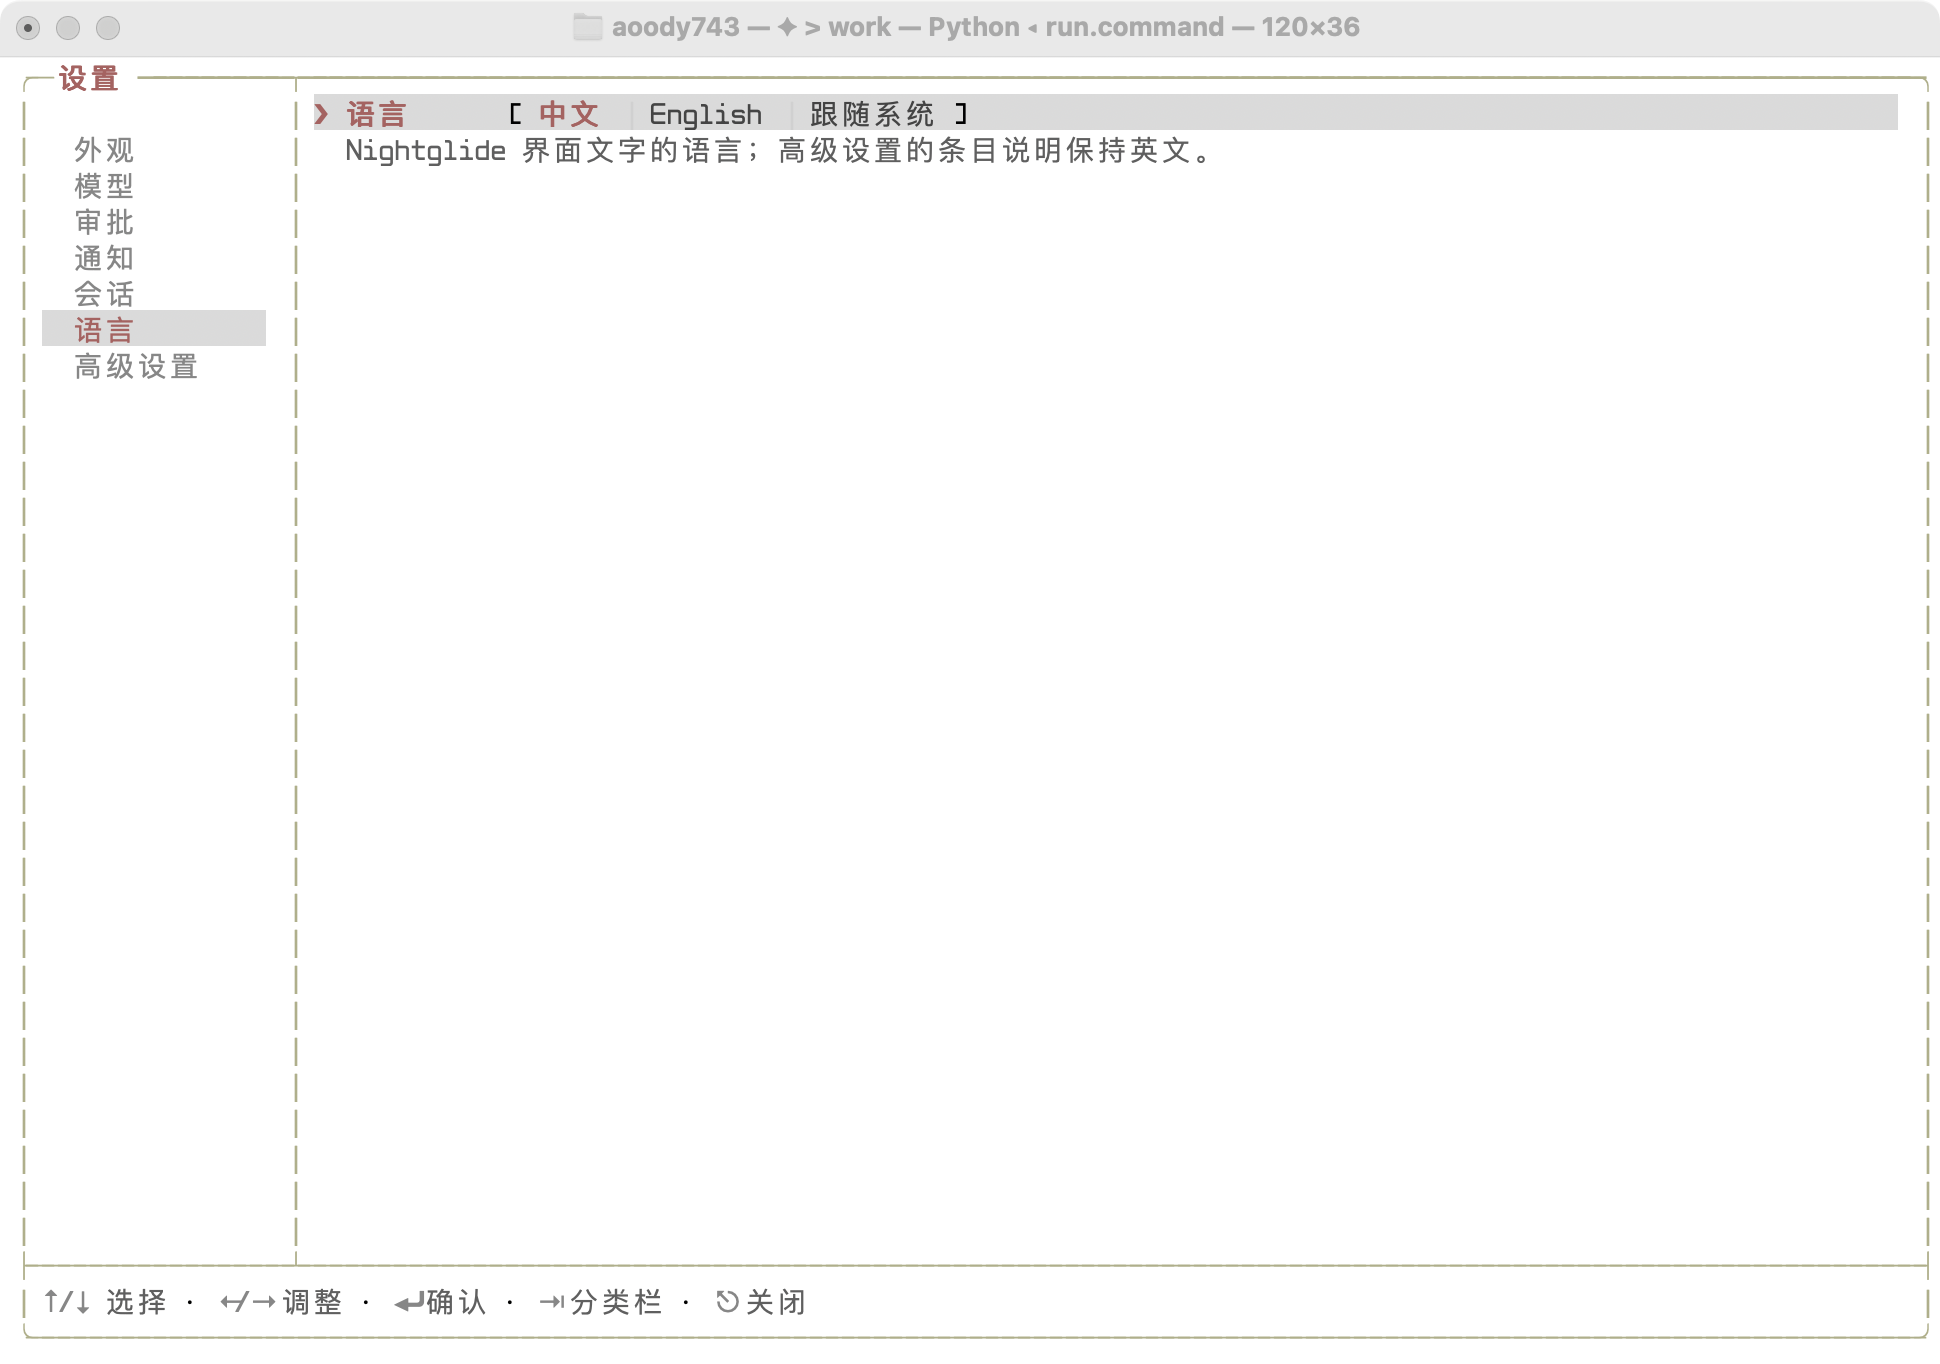 aoody743 — ✦ > work — Python ◂ run.command — 120×36
设置
外观
模型
审批
通知
会话
语言
高级设置
❯ 语言 [ 中文 | English | 跟随系统 ]
Nightglide 界面文字的语言；高级设置的条目说明保持英文。
↑/↓ 选择 · ←/→ 调整 · ↵ 确认 · ⇥ 分类栏 · ⎋ 关闭